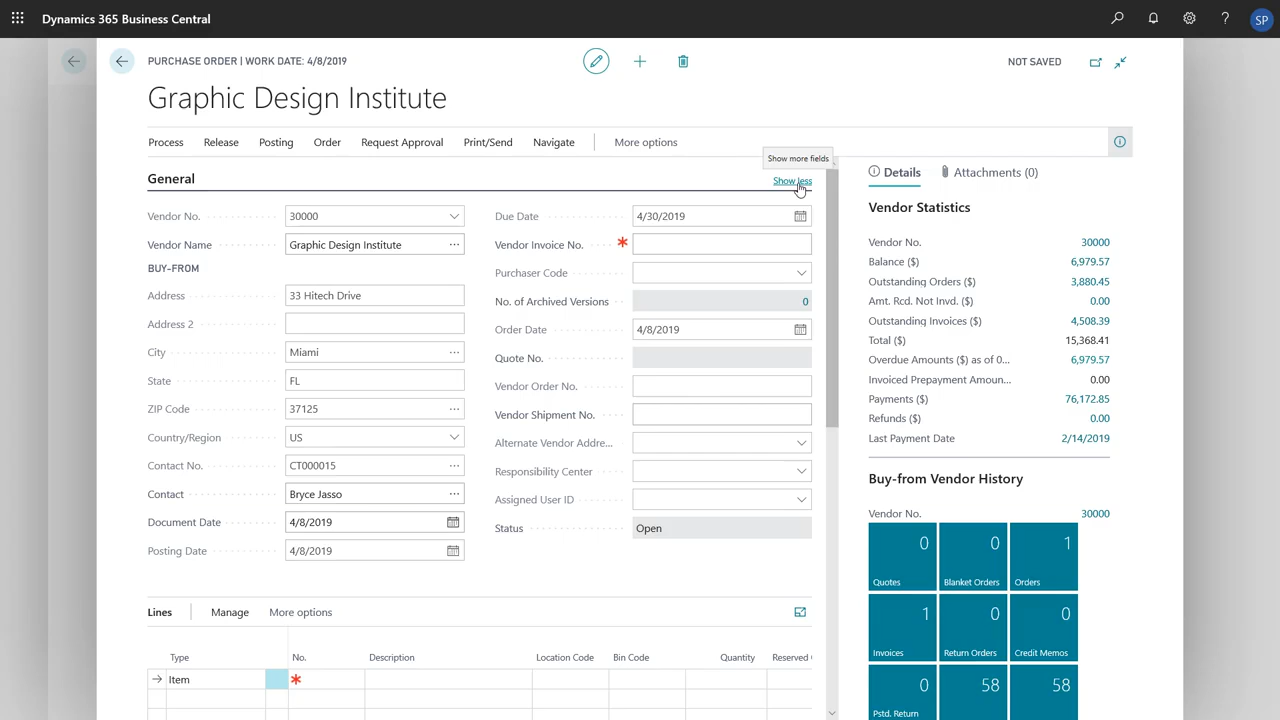 Dynamics 365 Business Central
?
SP
PURCHASE ORDER | WORK DATE: 4/8/2019
NOT SAVED
Graphic Design Institute
Process Release Posting Order Request Approval Print/Send Navigate More options
Show more fields
General
Show less
Vendor No. 30000
Vendor Name Graphic Design Institute ...
BUY-FROM
Address 33 Hitech Drive
Address 2
City Miami ...
State FL
ZIP Code 37125 ...
Country/Region US
Contact No. CT000015 ...
Contact Bryce Jasso ...
Document Date 4/8/2019
Posting Date 4/8/2019
Due Date 4/30/2019
Vendor Invoice No. *
Purchaser Code
No. of Archived Versions 0
Order Date 4/8/2019
Quote No.
Vendor Order No.
Vendor Shipment No.
Alternate Vendor Addre...
Responsibility Center
Assigned User ID
Status Open
Lines Manage More options
Type No. Description Location Code Bin Code Quantity Reserved
Item *
Details Attachments (0)
Vendor Statistics
Vendor No. 30000
Balance ($) 6,979.57
Outstanding Orders ($) 3,880.45
Amt. Rcd. Not Invd. ($) 0.00
Outstanding Invoices ($) 4,508.39
Total ($) 15,368.41
Overdue Amounts ($) as of 0... 6,979.57
Invoiced Prepayment Amoun... 0.00
Payments ($) 76,172.85
Refunds ($) 0.00
Last Payment Date 2/14/2019
Buy-from Vendor History
Vendor No. 30000
0 0 1
Quotes Blanket Orders Orders
1 0 0
Invoices Return Orders Credit Memos
0 58 58
Pstd. Return